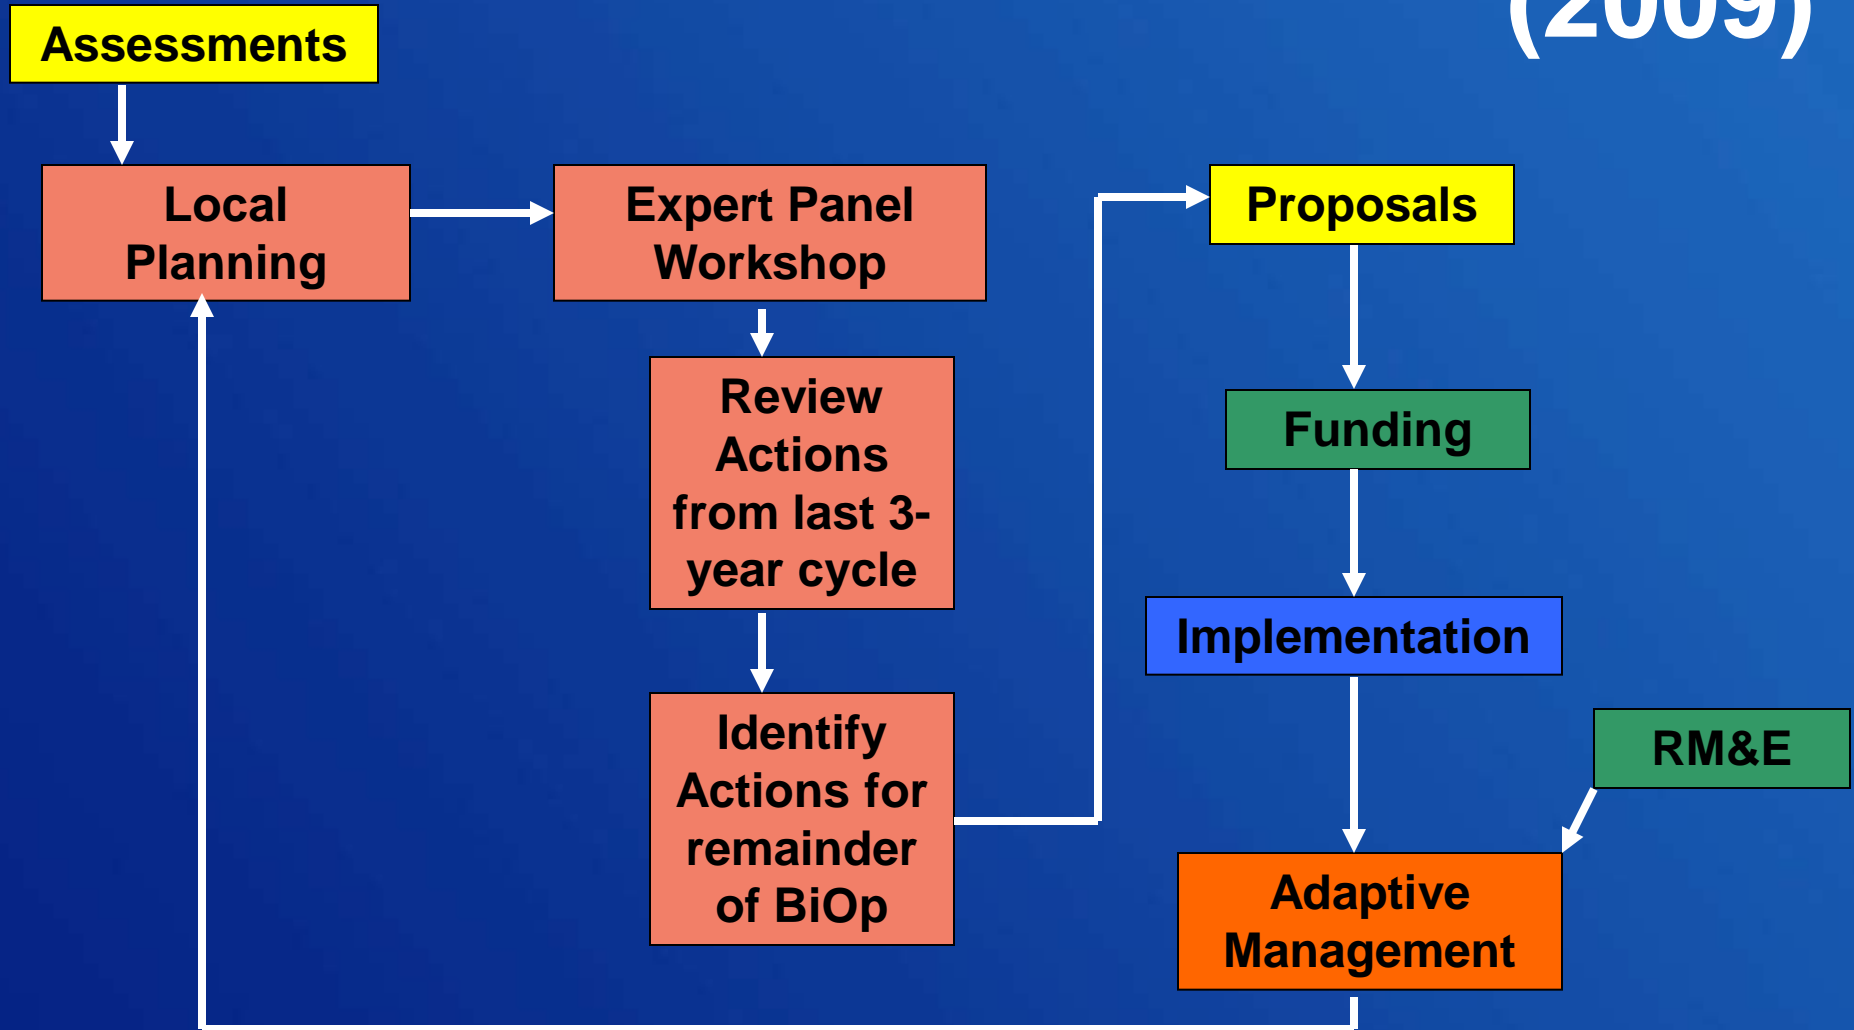 (2009)
Assessments
Local
Planning
Expert Panel
Workshop
Review
Actions
from last 3-
year cycle
Identify
Actions for
remainder
of BiOp
Proposals
Funding
Implementation
RM&E
Adaptive
Management